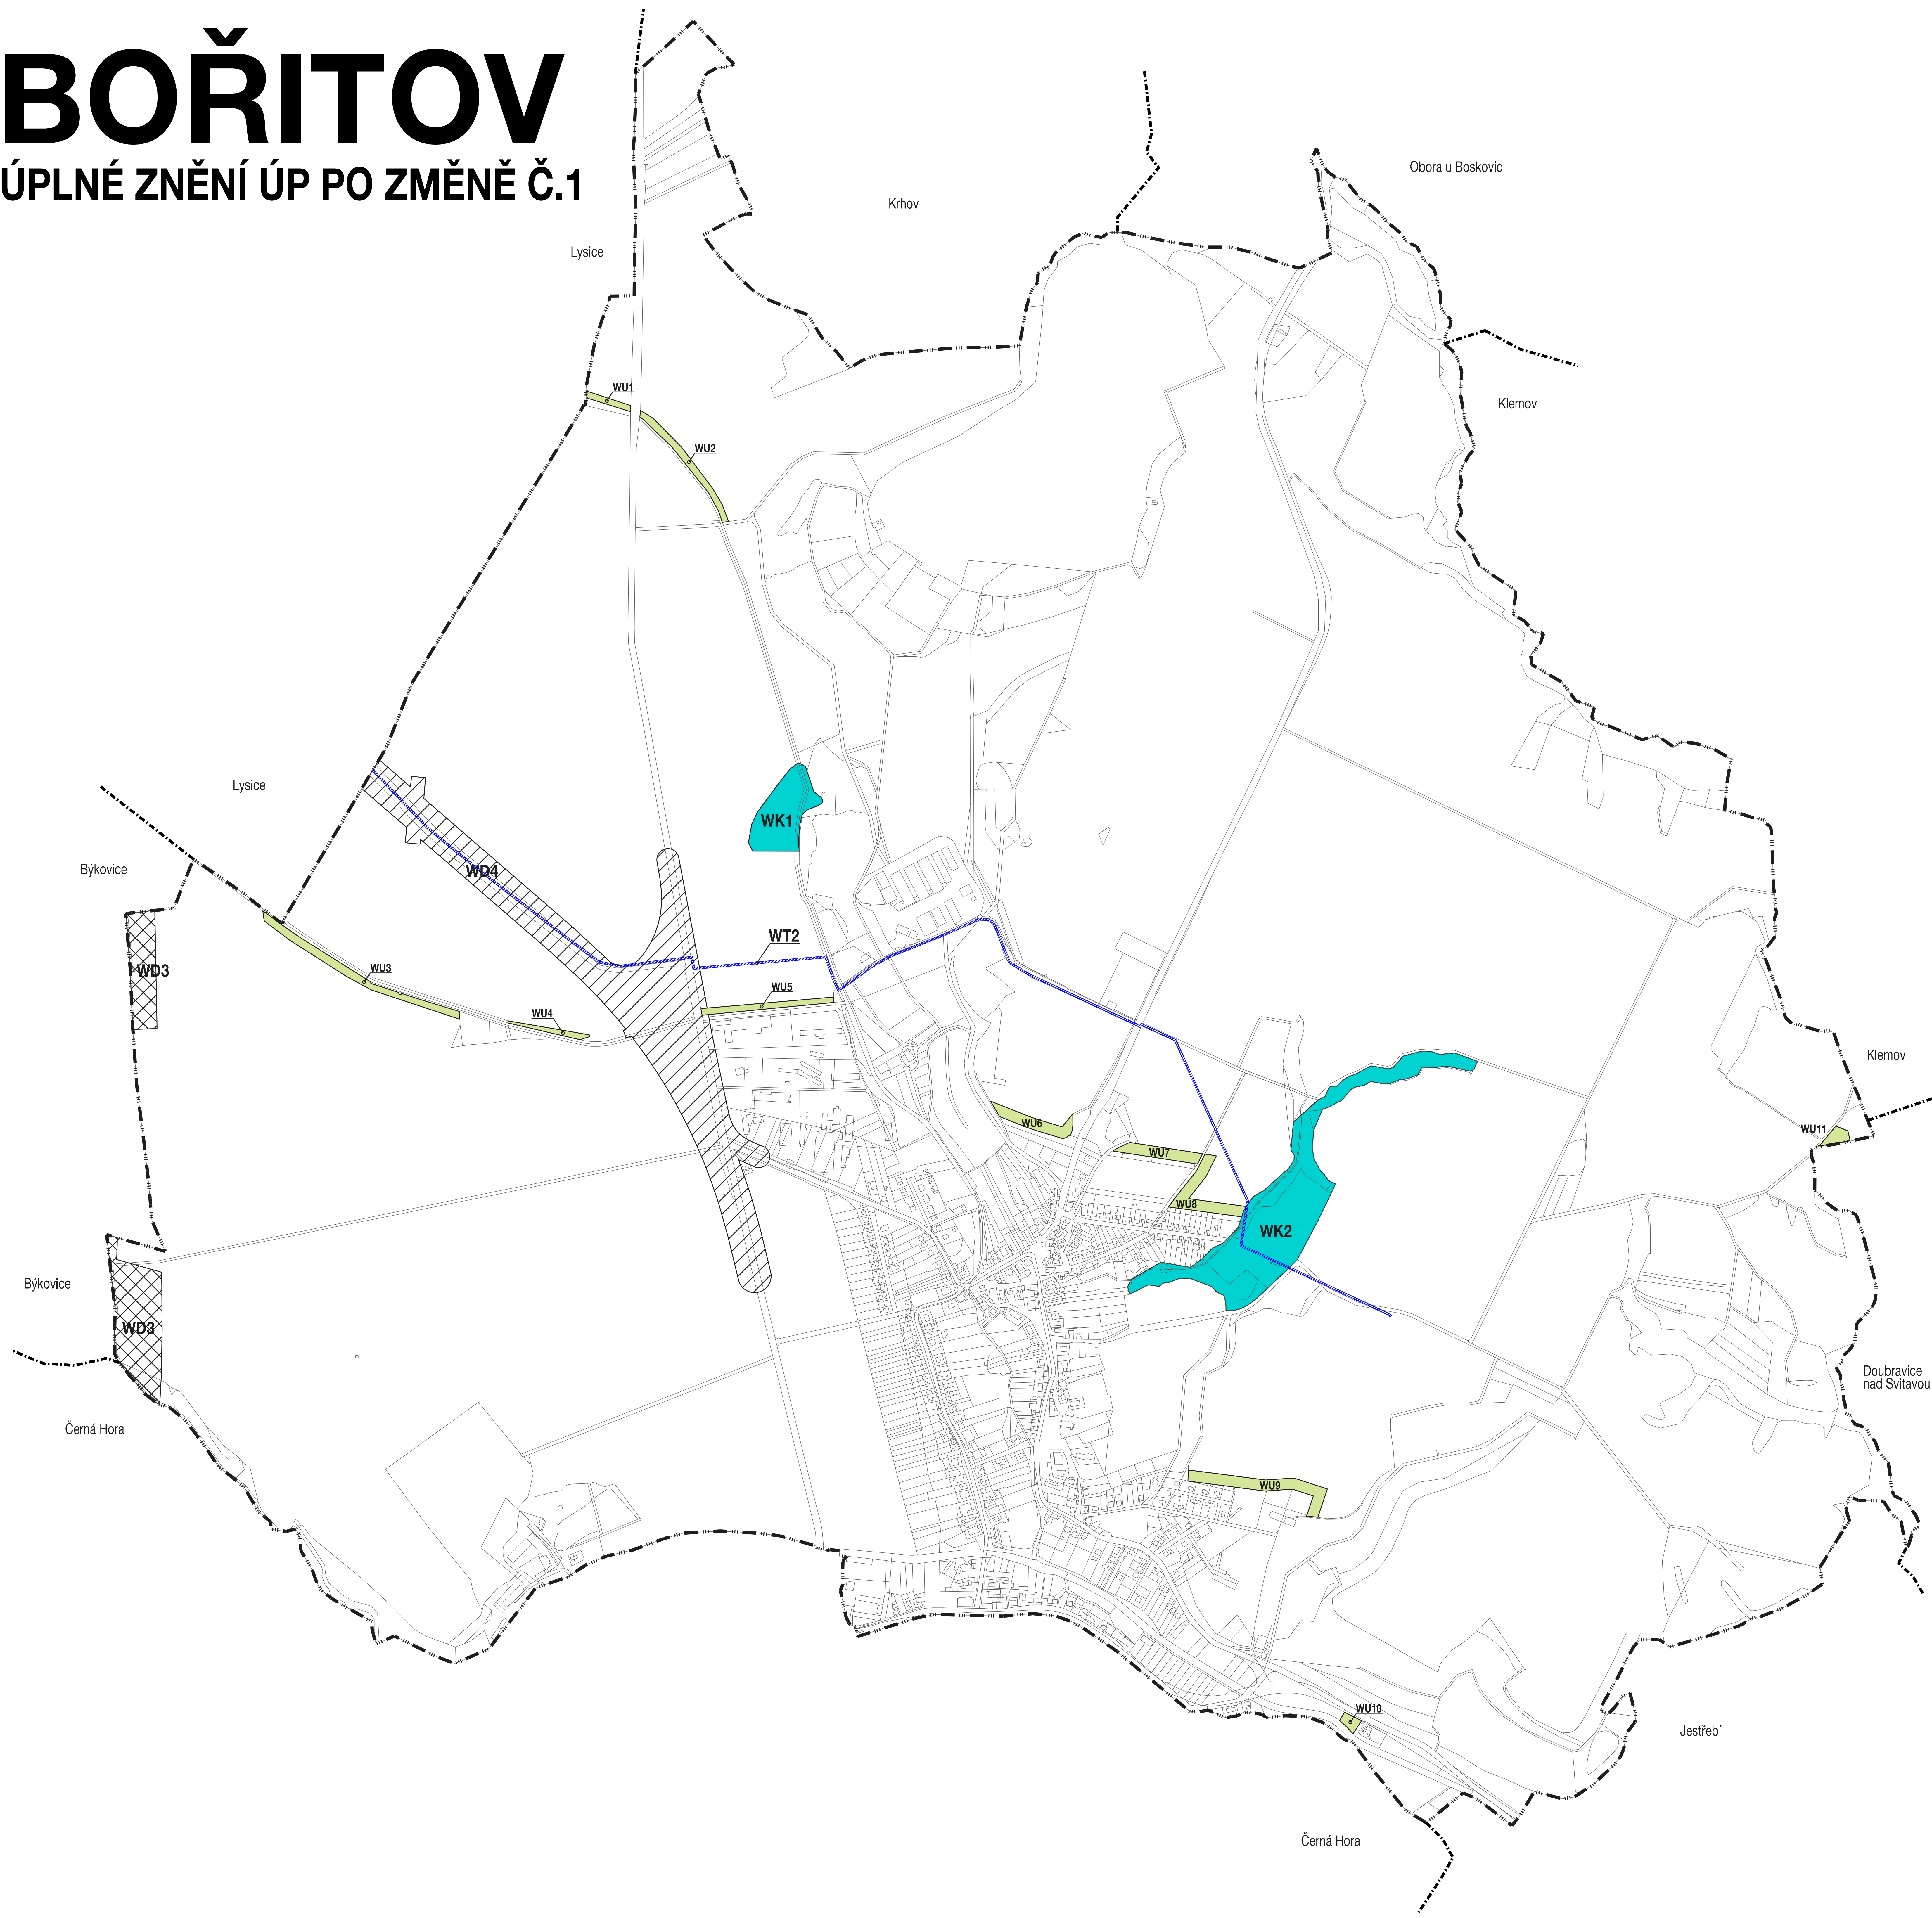 BOŘITOV
ÚPLNÉ ZNĚNÍ ÚP PO ZMĚNĚ Č.1
Obora u Boskovic
Krhov
Lysice
WU1
Klemov
WU2
Lysice
WK1
Býkovice
WD4
WT2
WU3
WD3
WU5
WU4
Klemov
WU6
WU11
WU7
WU8
WK2
Býkovice
WD3
Doubravice
nad Svitavou
Černá Hora
WU9
WU10
Jestřebí
Černá Hora